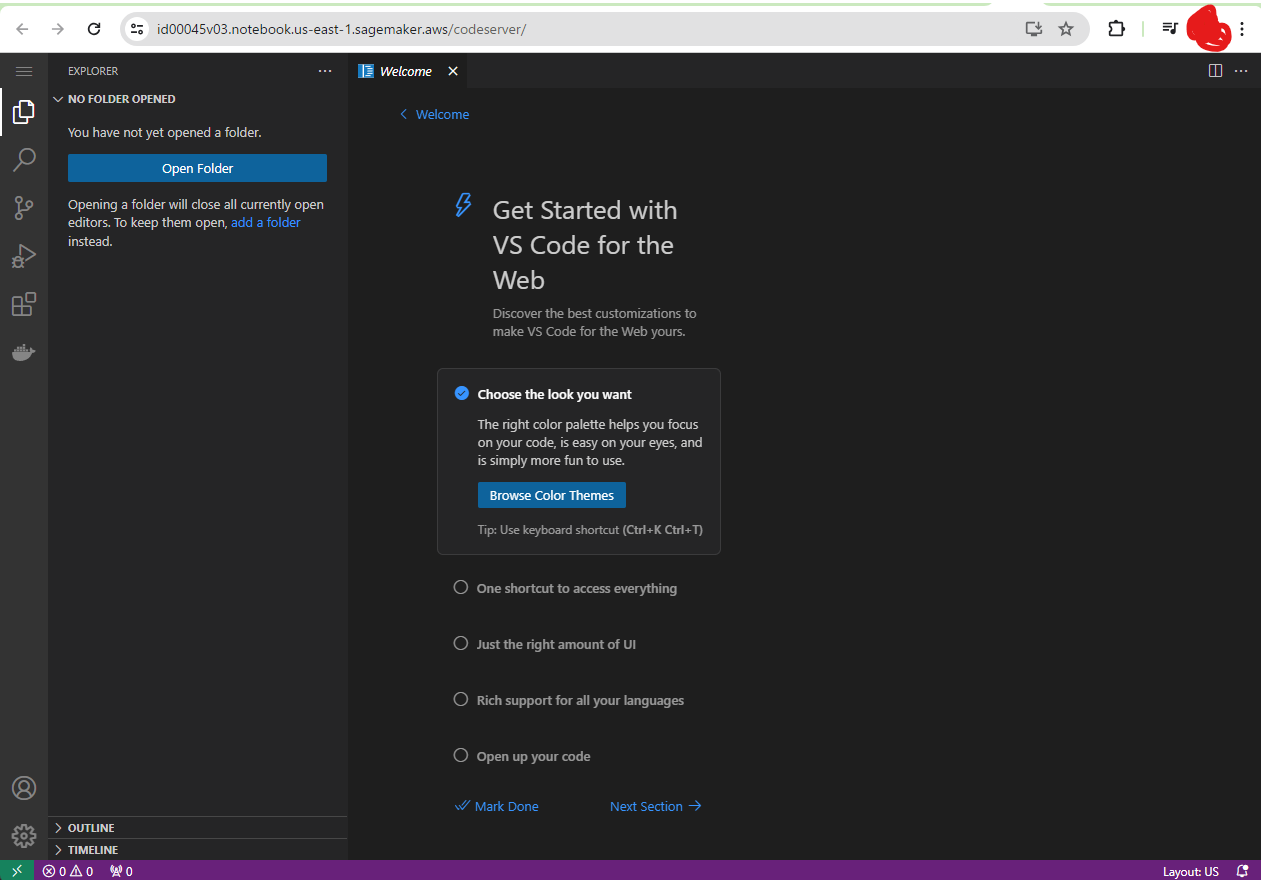 id00045v03.notebook.us-east-1.sagemaker.aws/codeserver/
EXPLORER
Welcome
NO FOLDER OPENED
You have not yet opened a folder.
Open Folder
Opening a folder will close all currently open
editors. To keep them open, add a folder
instead.
Welcome
Get Started with
VS Code for the
Web
Discover the best customizations to
make VS Code for the Web yours.
Choose the look you want
The right color palette helps you focus
on your code, is easy on your eyes, and
is simply more fun to use.
Browse Color Themes
Tip: Use keyboard shortcut (Ctrl+K Ctrl+T)
One shortcut to access everything
Just the right amount of UI
Rich support for all your languages
Open up your code
Mark Done
Next Section
OUTLINE
TIMELINE
0 0 0
Layout: US